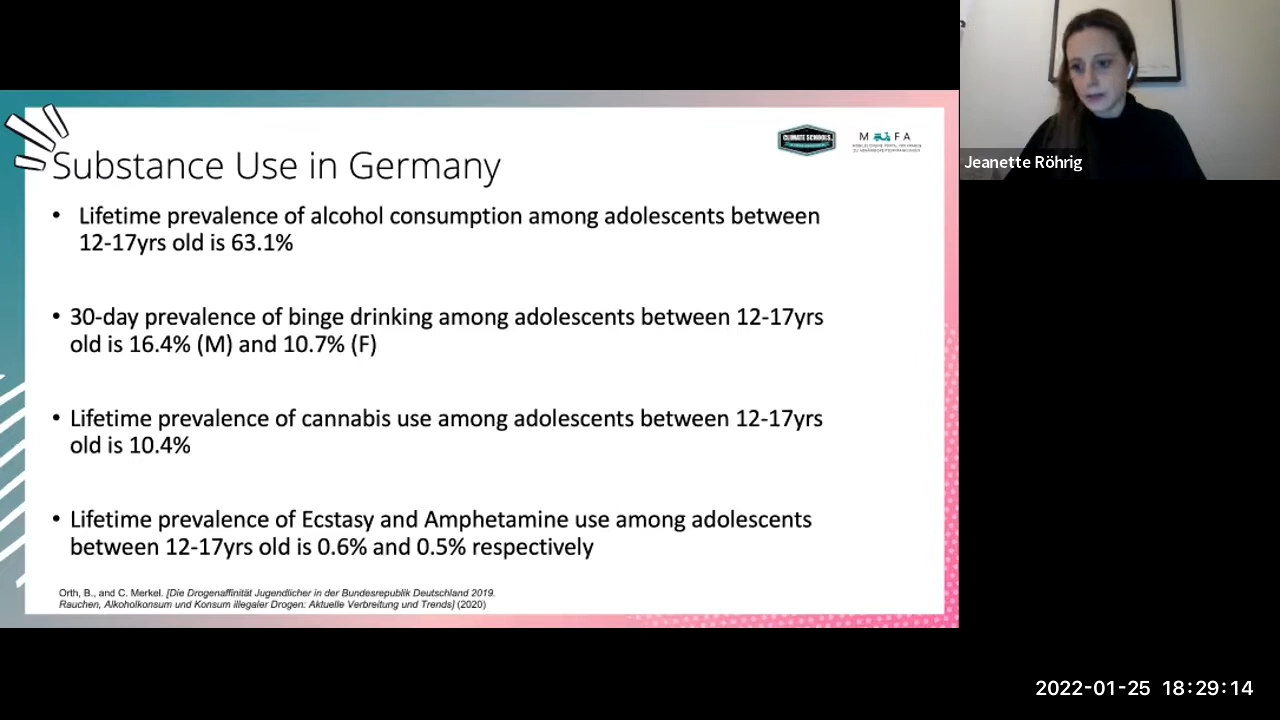 CLIMATE SCHOOLS
M FA
Substance Use in Germany
• Lifetime prevalence of alcohol consumption among adolescents between
12-17yrs old is 63.1%
• 30-day prevalence of binge drinking among adolescents between 12-17yrs
old is 16.4% (M) and 10.7% (F)
• Lifetime prevalence of cannabis use among adolescents between 12-17yrs
old is 10.4%
• Lifetime prevalence of Ecstasy and Amphetamine use among adolescents
between 12-17yrs old is 0.6% and 0.5% respectively
Orth, B., and C. Merkel. [Die Drogenaffinität Jugendlicher in der Bundesrepublik Deutschland 2019.
Rauchen, Alkoholkonsum und Konsum illegaler Drogen: Aktuelle Verbreitung und Trends] (2020)
Jeanette Röhrig
2022-01-25 18:29:14